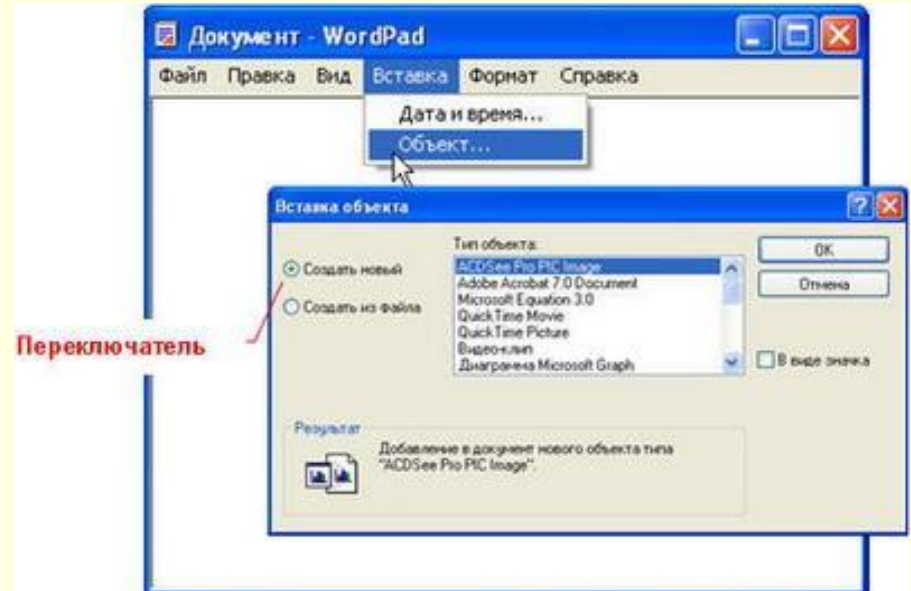 Документ - WordPad
Файл Правка Вид Вставка Формат Справка
Дата и время...
Объект...
Вставка объекта
Тип объекта:
Создать новый
Создать из файла
ACDSee Pro PIC Image
Adobe Acrobat 7.0 Document
Microsoft Equation 3.0
QuickTime Movie
QuickTime Picture
Видео-клип
Диаграмма Microsoft Graph
OK
Отмена
В виде значка
Переключатель
Результат
Добавление в документ нового объекта типа
"ACDSee Pro PIC Image".